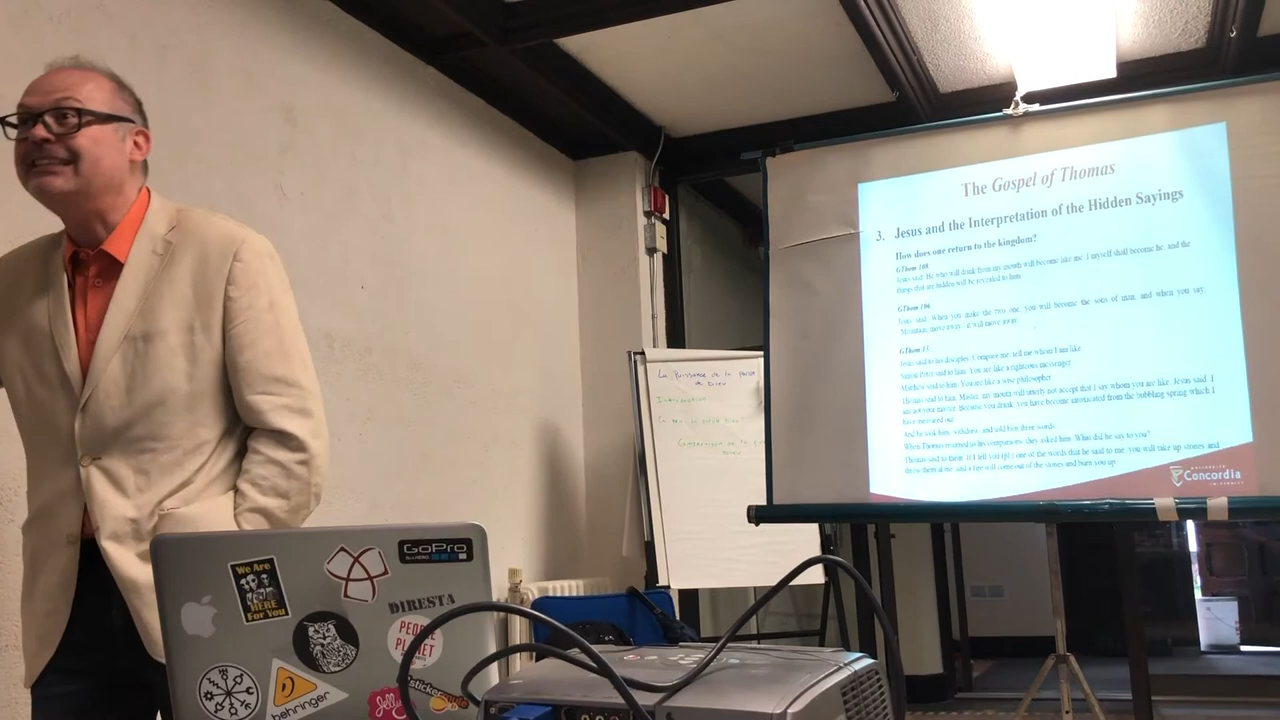 The Gospel of Thomas
3. Jesus and the Interpretation of the Hidden Sayings
How does one return to the kingdom?
GThom 108:
Jesus said: He who will drink from my mouth will become like me. I myself shall become he, and the
things that are hidden will be revealed to him.
GThom 106:
Jesus said: When you make the two one, you will become the sons of man, and when you say:
Mountain, move away, it will move away.
GThom 13:
Jesus said to his disciples: Compare me, tell me whom I am like.
Simon Peter said to him: You are like a righteous messenger.
Matthew said to him: You are like a wise philosopher.
Thomas said to him: Master, my mouth will utterly not accept that I say whom you are like. Jesus said: I
am not your master. Because you drink, you have become intoxicated from the bubbling spring which I
have measured out.
And he took him, withdrew, and told him three words.
When Thomas returned to his companions, they asked him: What did he say to you?
Thomas said to them: If I tell you one of the words that he said to me, you will take up stones and
throw them at me, and a fire will come out of the stones and burn you up.
UNIVERSITÉ
Concordia
UNIVERSITY
La Puissance de la
de Dieu
Introduction
Comparaison de la
GoPro
We Are
HERE
For You
DIRESTA
PEOPLE
PLANET
behringer
Jelly
stickermule